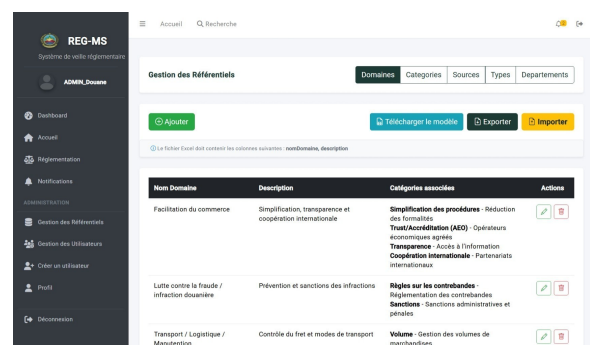 REG-MS
Système de veille réglementaire
ADMIN_Douane
Dashboard
Accueil
Réglementation
Notifications
ADMINISTRATION
Gestion des Référentiels
Gestion des Utilisateurs
Créer un utilisateur
Profil
Déconnexion
Accueil Recherche
Gestion des Référentiels
Domaines Categories Sources Types Departements
Ajouter
Télécharger le modèle Exporter Importer
Le fichier Excel doit contenir les colonnes suivantes : nomDomaine, description
Nom Domaine Description Catégories associées Actions
Facilitation du commerce
Simplification, transparence et
coopération internationale
Simplification des procédures - Réduction
des formalités
Trust/Accréditation (AEO) - Opérateurs
économiques agréés
Transparence - Accès à l'information
Coopération internationale - Partenariats
internationaux
Lutte contre la fraude /
infraction douanière
Prévention et sanctions des infractions
Règles sur les contrebandes -
Réglementation des contrebandes
Sanctions - Sanctions administratives et
pénales
Transport / Logistique /
Manutention
Contrôle du fret et modes de transport
Volume - Gestion des volumes de
marchandises